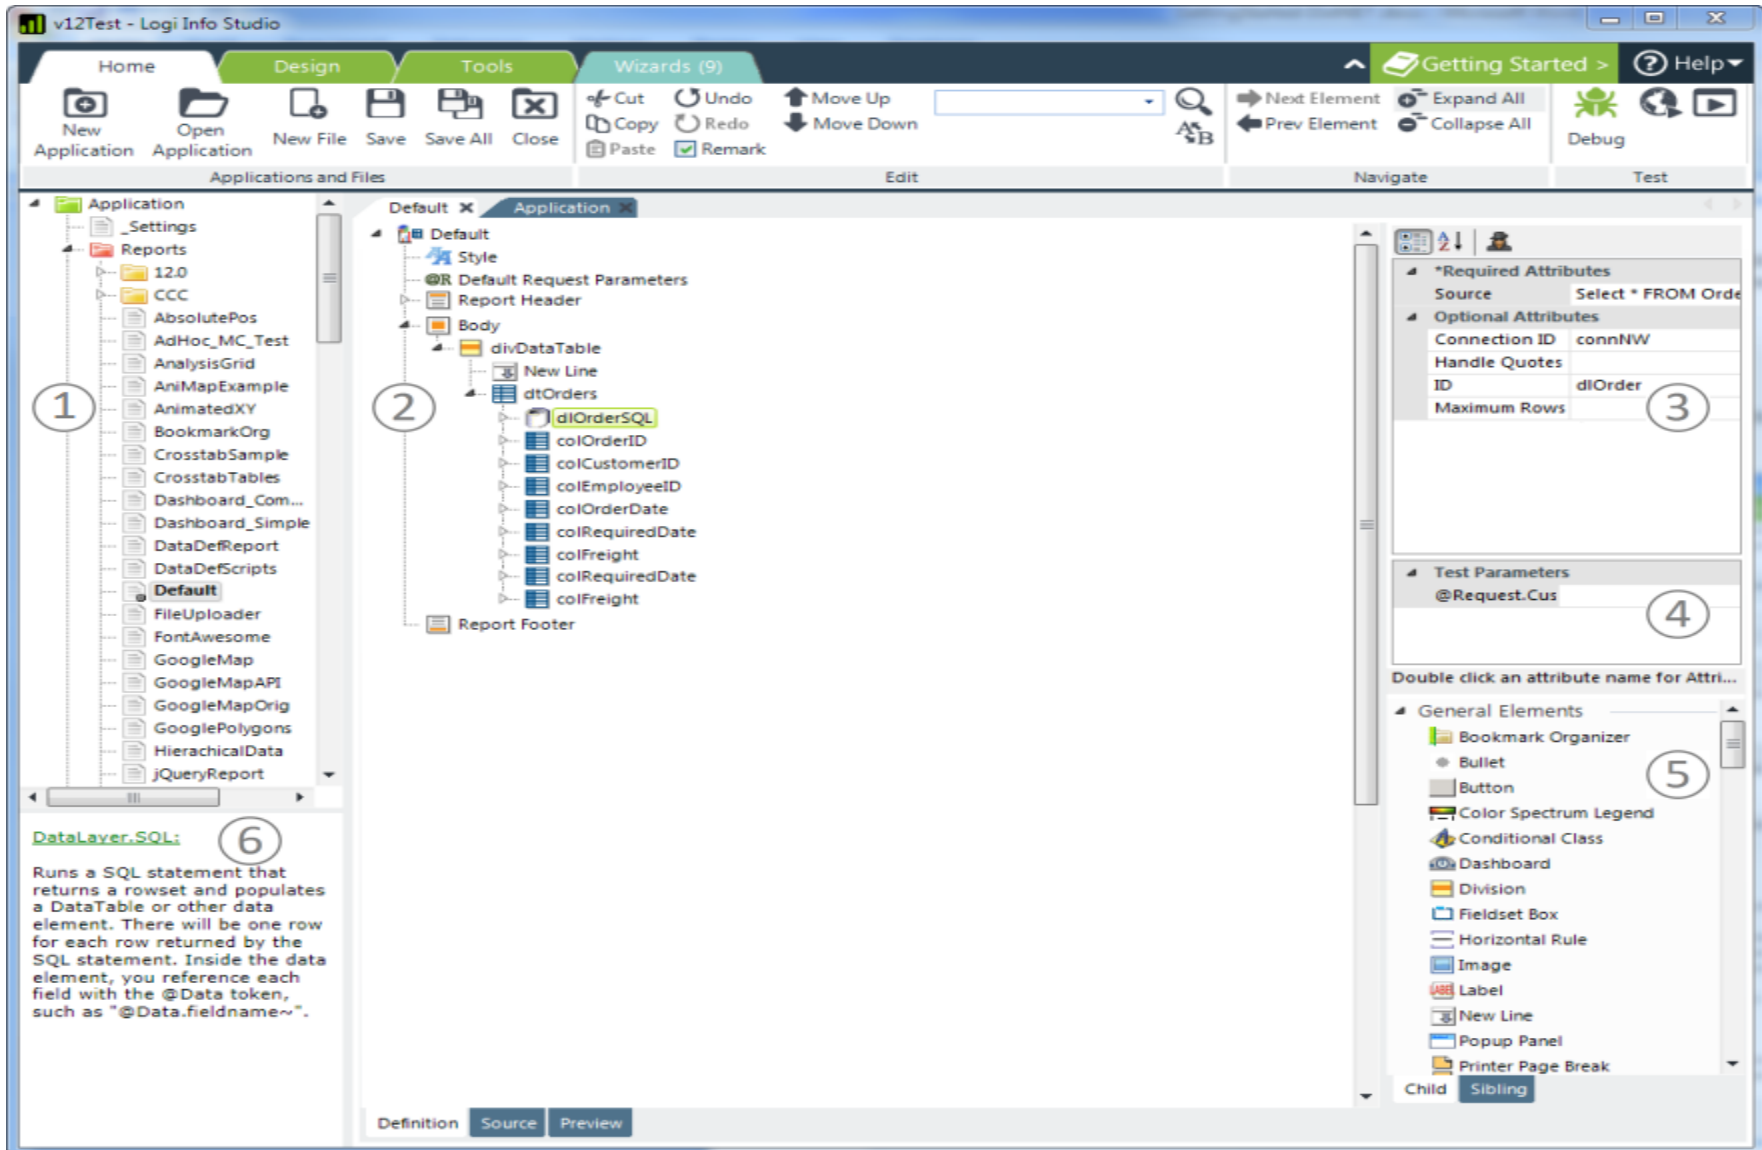 v12Test - Logi Info Studio
Home
Design
Tools
Wizards (9)
Getting Started >
Help
New Application
Open Application
New File
Save
Save All
Close
Cut
Copy
Paste
Undo
Redo
Remark
Move Up
Move Down
Next Element
Prev Element
Expand All
Collapse All
Debug
Applications and Files
Edit
Navigate
Test
Application
_Settings
Reports
12.0
CCC
AbsolutePos
AdHoc_MC_Test
AnalysisGrid
AniMapExample
AnimatedXY
BookmarkOrg
CrosstabSample
CrosstabTables
Dashboard_Com...
Dashboard_Simple
DataDefReport
DataDefScripts
Default
FileUploader
FontAwesome
GoogleMap
GoogleMapAPI
GoogleMapOrig
GooglePolygons
HierachicalData
jQueryReport
1
DataLayer.SQL:
6
Runs a SQL statement that
returns a rowset and populates
a DataTable or other data
element. There will be one row
for each row returned by the
SQL statement. Inside the data
element, you reference each
field with the @Data token,
such as "@Data.fieldname~".
Default
Application
Default
Style
@R Default Request Parameters
Report Header
Body
divDataTable
New Line
dtOrders
2
dlOrderSQL
colOrderID
colCustomerID
colEmployeeID
colOrderDate
colRequiredDate
colFreight
colRequiredDate
colFreight
Report Footer
Definition
Source
Preview
*Required Attributes
Source Select * FROM Orde
Optional Attributes
Connection ID connNW
Handle Quotes
ID dlOrder
Maximum Rows
3
Test Parameters
@Request.Cus
4
Double click an attribute name for Attri...
General Elements
Bookmark Organizer
Bullet
Button
5
Color Spectrum Legend
Conditional Class
Dashboard
Division
Fieldset Box
Horizontal Rule
Image
LABEL Label
New Line
Popup Panel
Printer Page Break
Child
Sibling